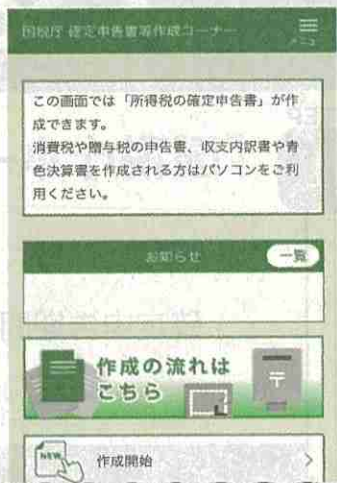 国税庁 確定申告書等作成コーナー
メニュー
この画面では「所得税の確定申告書」が作
成できます。
消費税や贈与税の申告書、収支内訳書や青
色決算書を作成される方はパソコンをご利
用ください。
お知らせ
一覧
作成の流れは
こちら
〒
NEW
作成開始